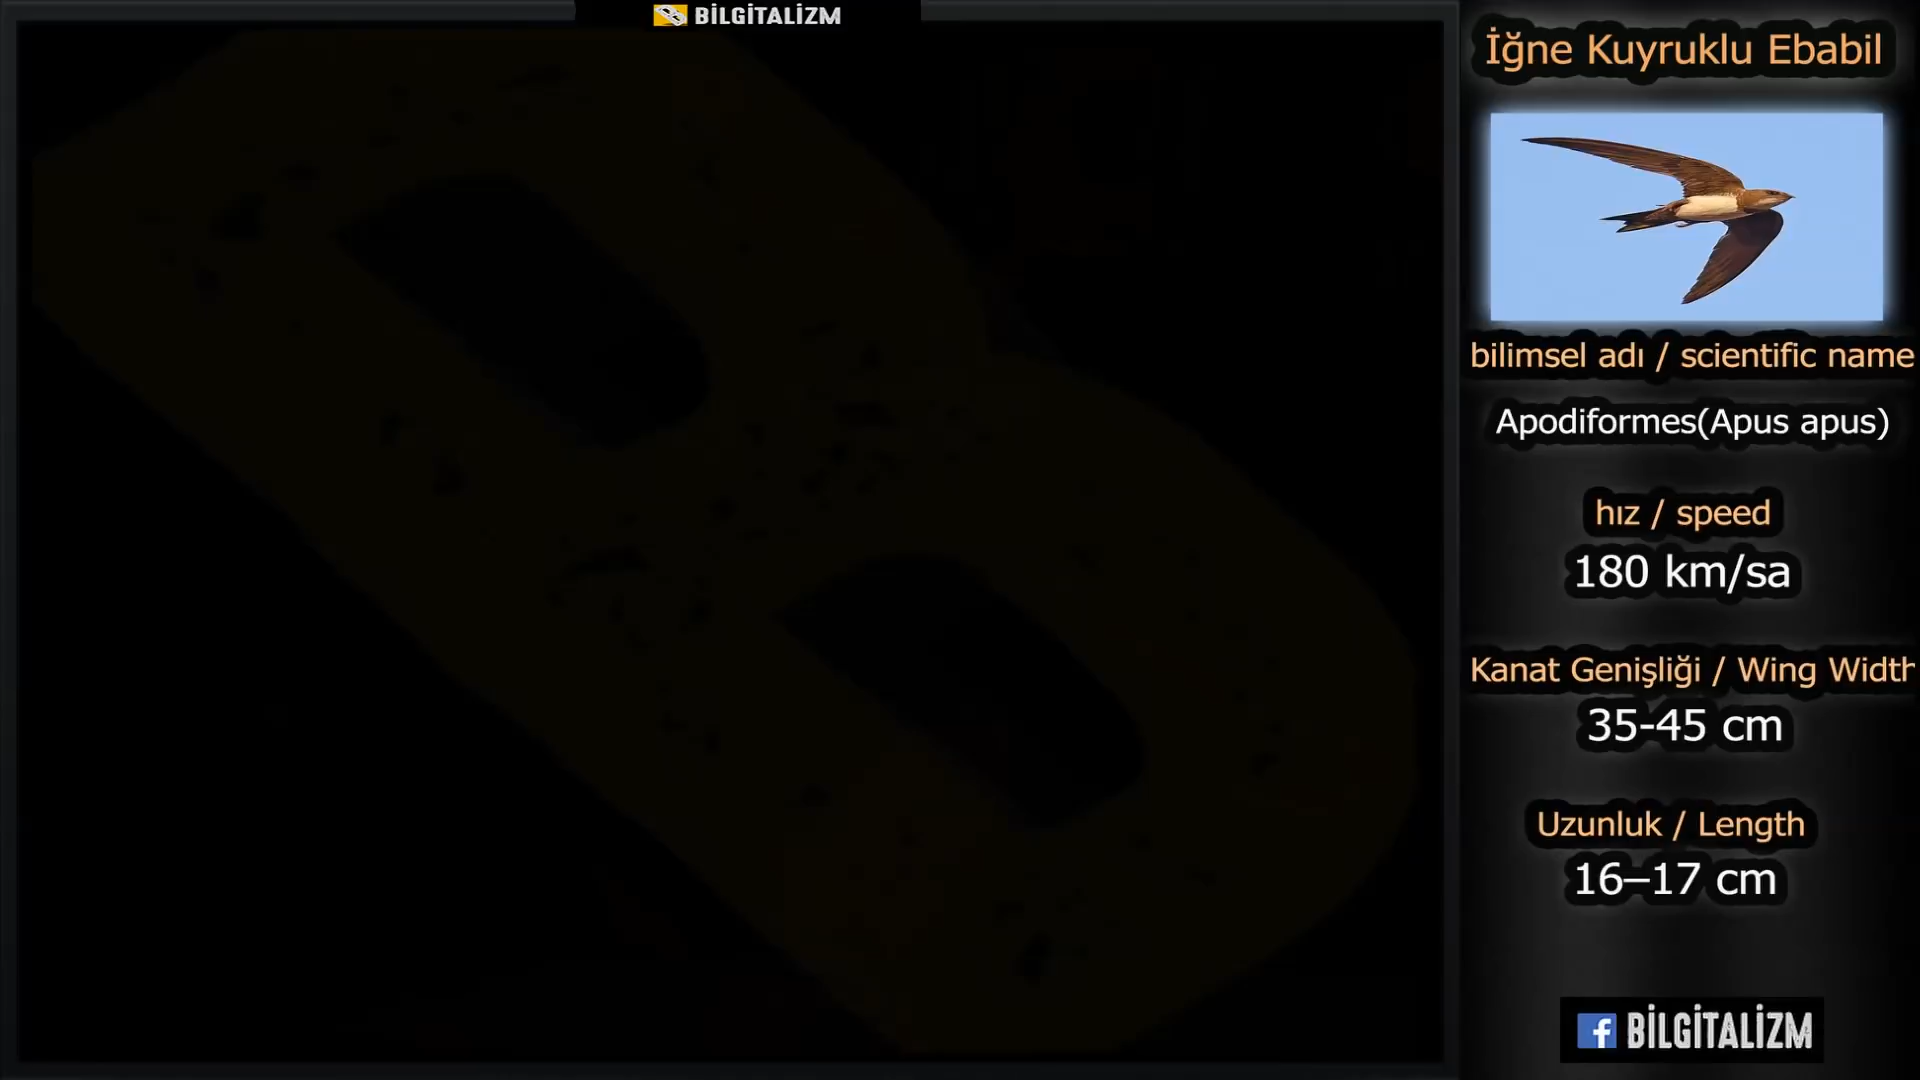 BİLGİTALİZM
İğne Kuyruklu Ebabil
bilimsel adı / scientific name
Apodiformes(Apus apus)
hız / speed
180 km/sa
Kanat Genişliği / Wing Width
35-45 cm
Uzunluk / Length
16–17 cm
f BİLGİTALİZM